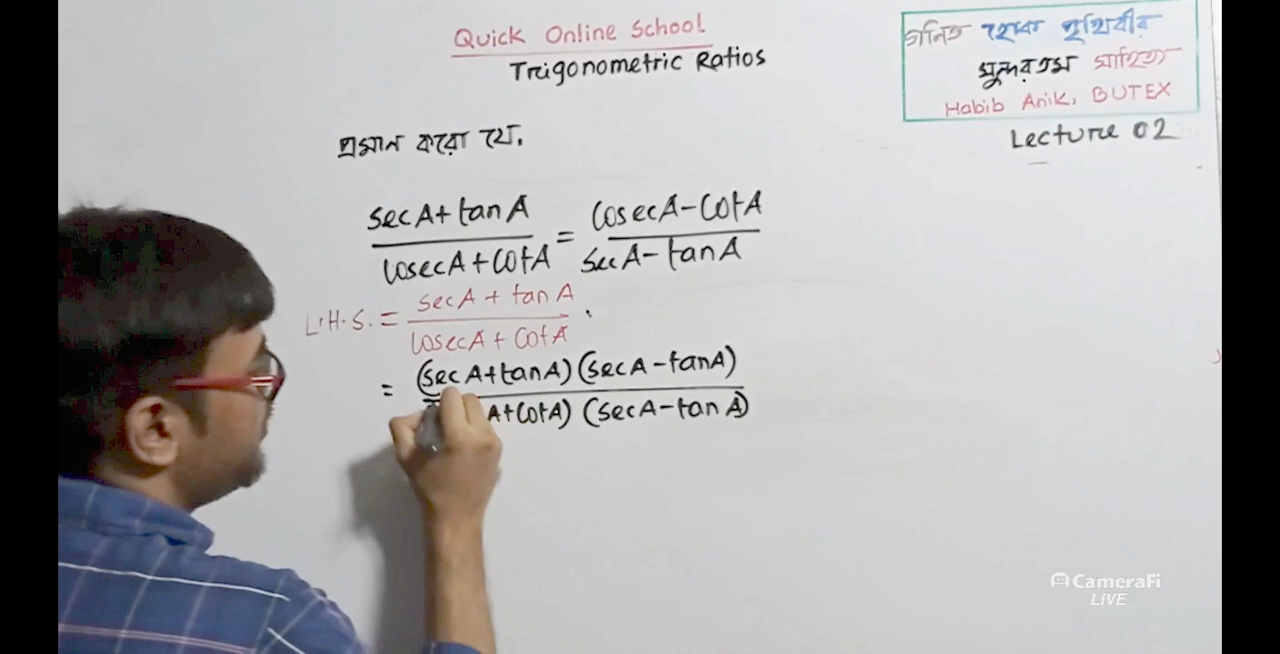 Quick Online School
Trigonometric Ratios
গনিত হোক পৃথিবীর
সুন্দরতম সাহিত্য
Habib Anik, BUTEX
Lecture 02
প্রমান করো যে,
secA+tanA / cosecA+cotA = cosecA-cotA / secA-tanA
L.H.S. = secA+tanA / cosecA+cotA
= (secA+tanA)(secA-tanA) / A+cotA)(secA-tanA)
CameraFi
LIVE